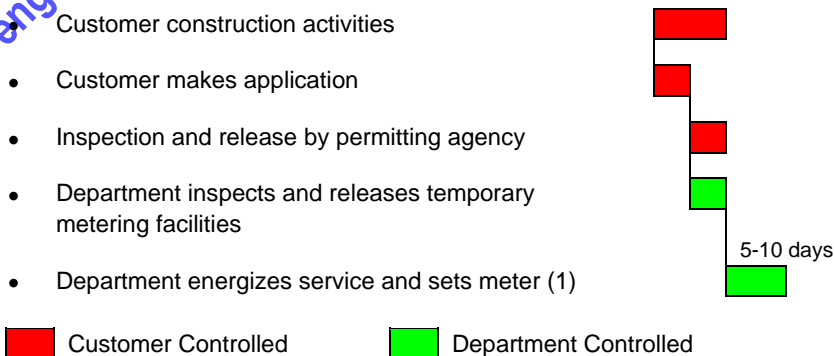 eng
• Customer construction activities
• Customer makes application
• Inspection and release by permitting agency
• Department inspects and releases temporary
metering facilities
5-10 days
• Department energizes service and sets meter (1)
Customer Controlled
Department Controlled